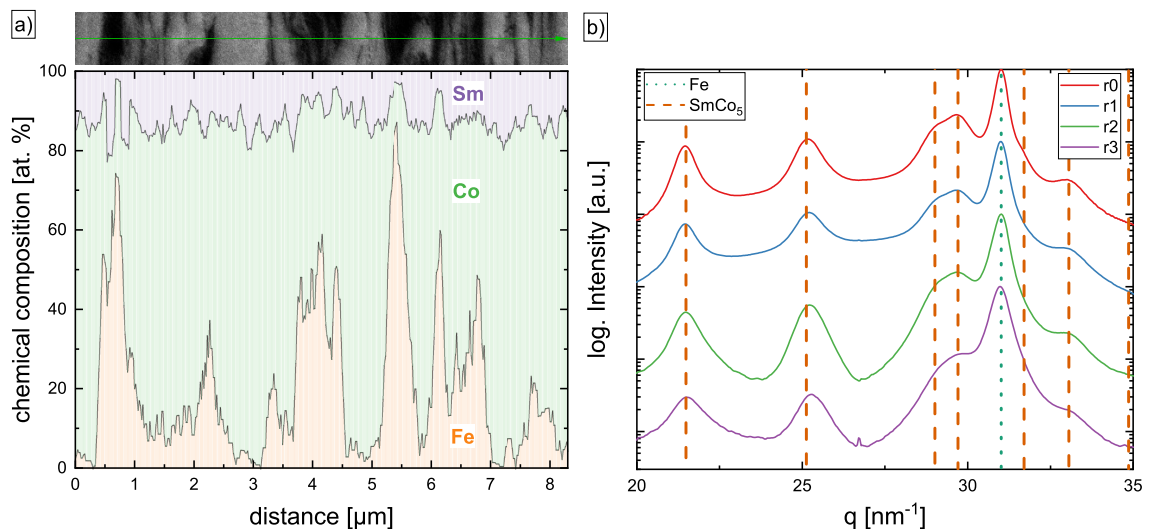 a)
b)
100
80
60
40
20
0
chemical composition [at. %]
Sm
Co
Fe
0 1 2 3 4 5 6 7 8
distance [µm]
log. Intensity [a.u.]
Fe
SmCo₅
r0
r1
r2
r3
20 25 30 35
q [nm⁻¹]